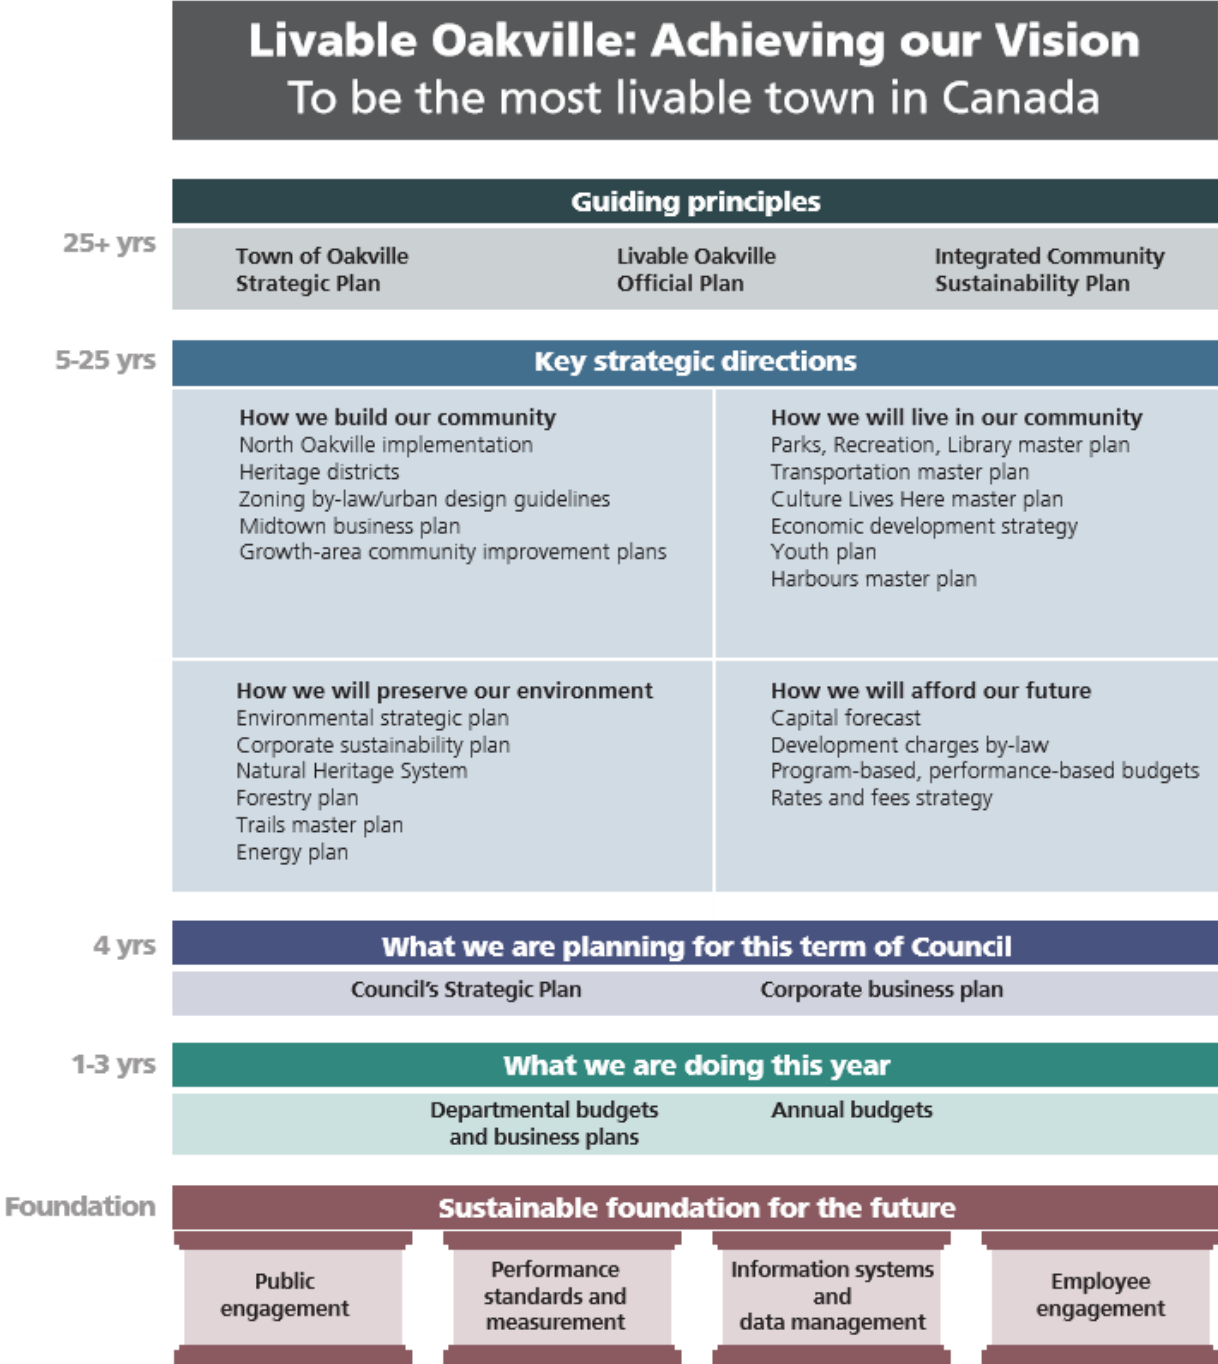 Livable Oakville: Achieving our Vision
To be the most livable town in Canada
Guiding principles
25+ yrs
Town of Oakville
Strategic Plan
Livable Oakville
Official Plan
Integrated Community
Sustainability Plan
5-25 yrs
Key strategic directions
How we build our community
North Oakville implementation
Heritage districts
Zoning by-law/urban design guidelines
Midtown business plan
Growth-area community improvement plans
How we will live in our community
Parks, Recreation, Library master plan
Transportation master plan
Culture Lives Here master plan
Economic development strategy
Youth plan
Harbours master plan
How we will preserve our environment
Environmental strategic plan
Corporate sustainability plan
Natural Heritage System
Forestry plan
Trails master plan
Energy plan
How we will afford our future
Capital forecast
Development charges by-law
Program-based, performance-based budgets
Rates and fees strategy
4 yrs
What we are planning for this term of Council
Council's Strategic Plan
Corporate business plan
1-3 yrs
What we are doing this year
Departmental budgets
and business plans
Annual budgets
Foundation
Sustainable foundation for the future
Public
engagement
Performance
standards and
measurement
Information systems
and
data management
Employee
engagement